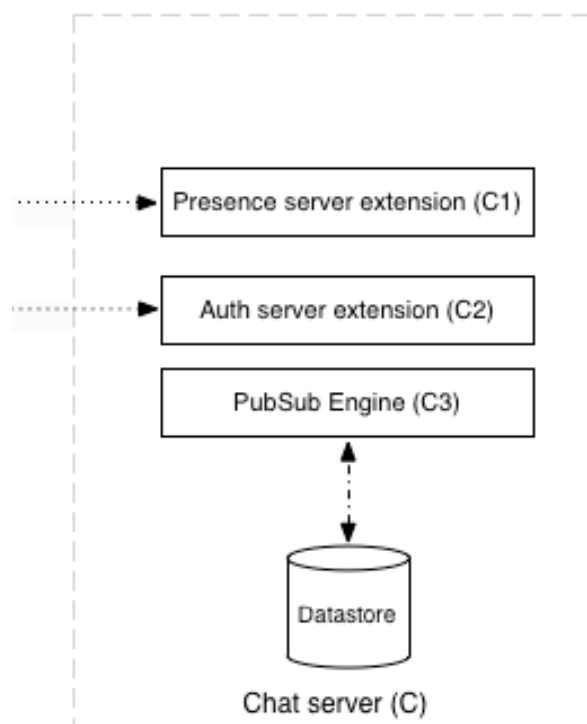 Presence server extension (C1)
Auth server extension (C2)
PubSub Engine (C3)
Datastore
Chat server (C)